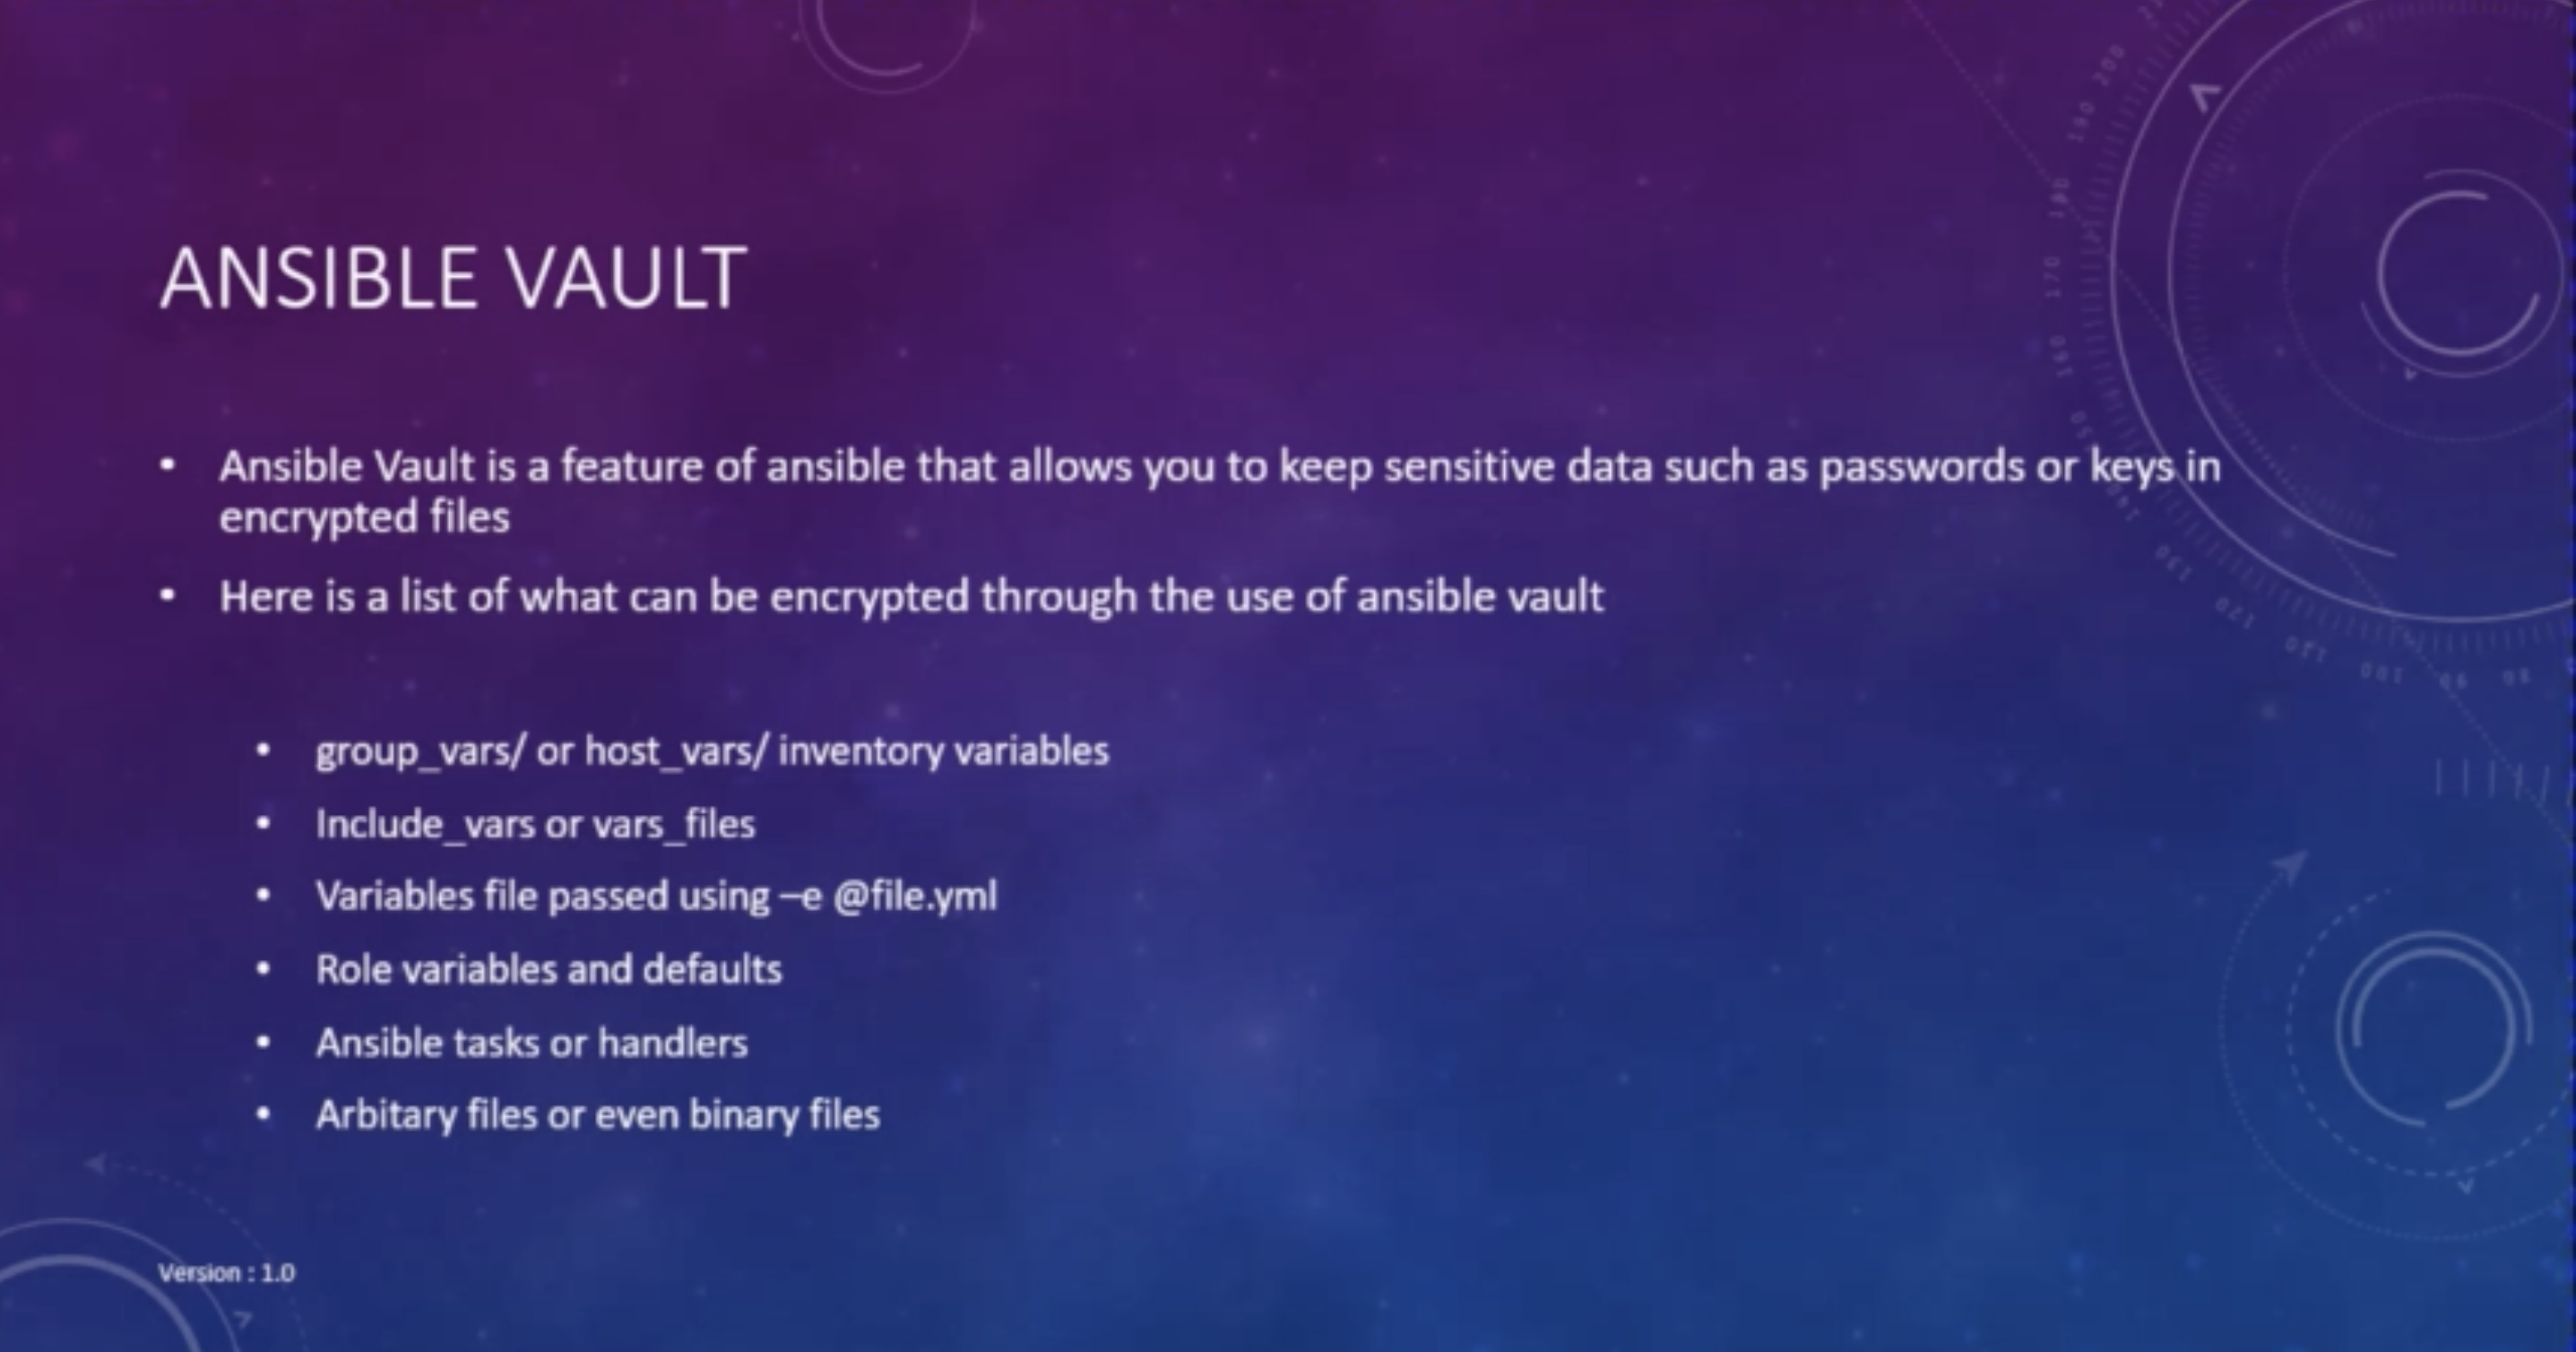 ANSIBLE VAULT
• Ansible Vault is a feature of ansible that allows you to keep sensitive data such as passwords or keys in
encrypted files
• Here is a list of what can be encrypted through the use of ansible vault
• group_vars/ or host_vars/ inventory variables
• Include_vars or vars_files
• Variables file passed using –e @file.yml
• Role variables and defaults
• Ansible tasks or handlers
• Arbitary files or even binary files
Version : 1.0